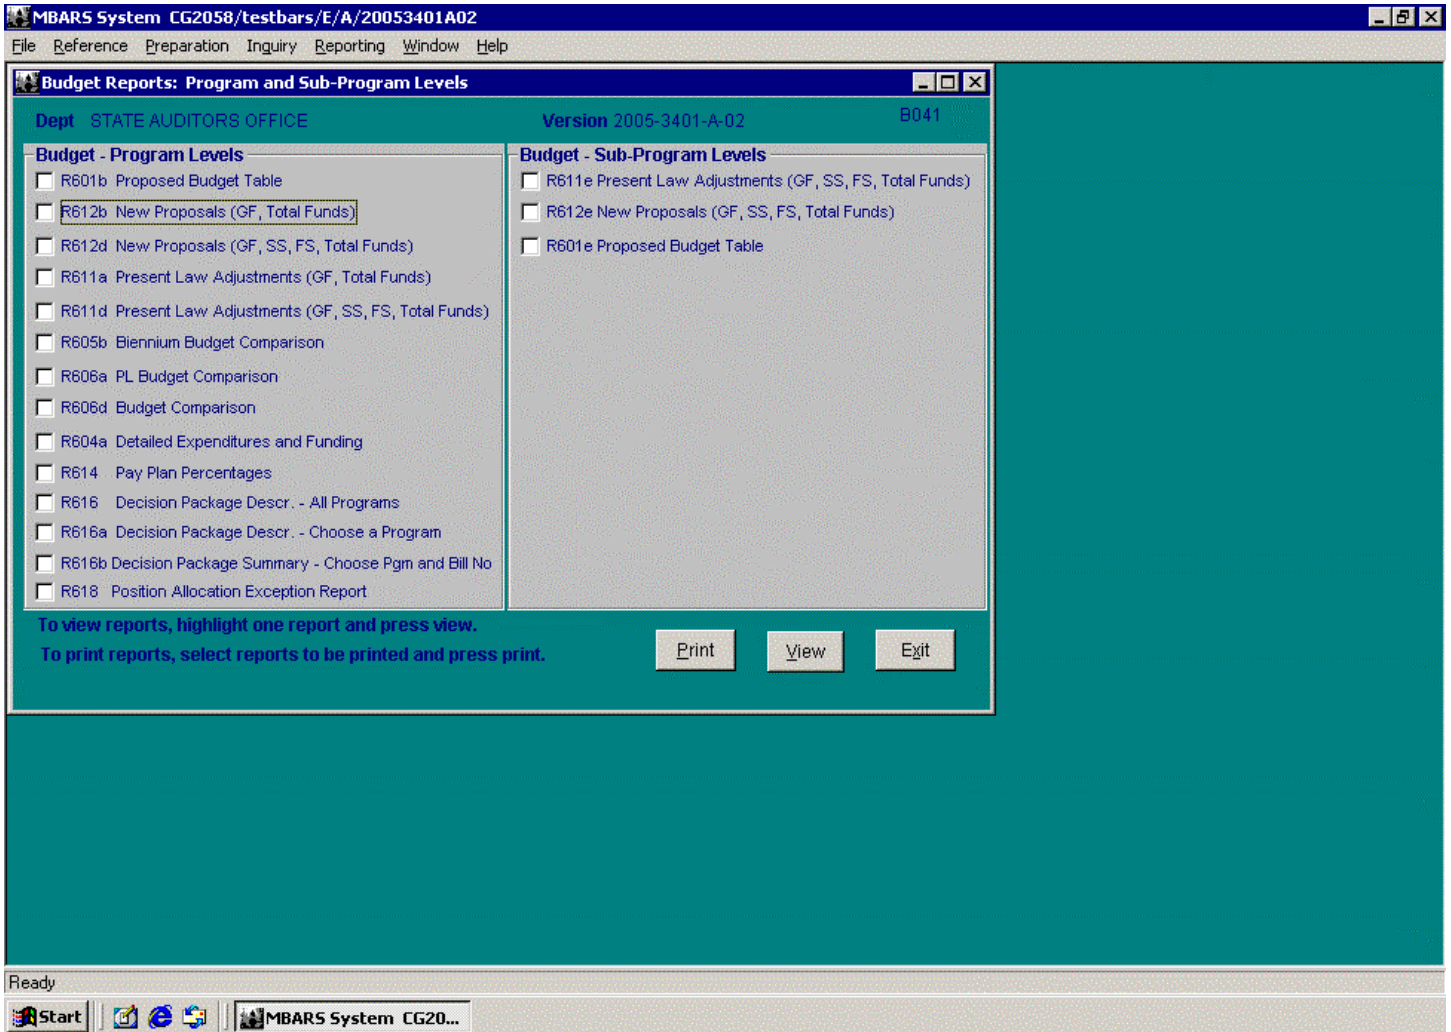 MBARS System CG2058/testbars/E/A/20053401A02
File Reference Preparation Inquiry Reporting Window Help
Budget Reports: Program and Sub-Program Levels
Dept STATE AUDITORS OFFICE Version 2005-3401-A-02 B041
Budget - Program Levels
R601b Proposed Budget Table
R612b New Proposals (GF, Total Funds)
R612d New Proposals (GF, SS, FS, Total Funds)
R611a Present Law Adjustments (GF, Total Funds)
R611d Present Law Adjustments (GF, SS, FS, Total Funds)
R605b Biennium Budget Comparison
R606a PL Budget Comparison
R606d Budget Comparison
R604a Detailed Expenditures and Funding
R614 Pay Plan Percentages
R616 Decision Package Descr. - All Programs
R616a Decision Package Descr. - Choose a Program
R616b Decision Package Summary - Choose Pgm and Bill No
R618 Position Allocation Exception Report
Budget - Sub-Program Levels
R611e Present Law Adjustments (GF, SS, FS, Total Funds)
R612e New Proposals (GF, SS, FS, Total Funds)
R601e Proposed Budget Table
To view reports, highlight one report and press view.
To print reports, select reports to be printed and press print.
Print View Exit
Ready
Start MBARS System CG20...